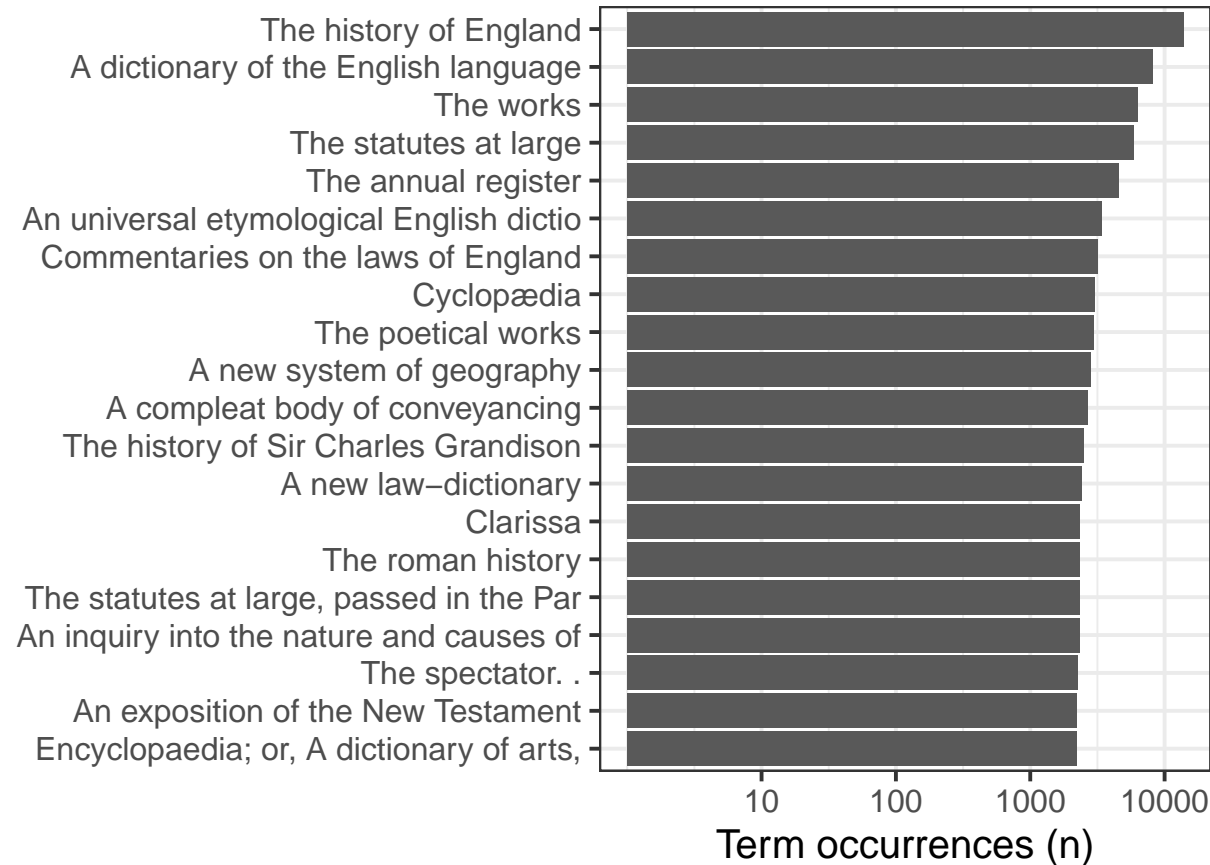 The history of England
A dictionary of the English language
The works
The statutes at large
The annual register
An universal etymological English dictio
Commentaries on the laws of England
Cyclopædia
The poetical works
A new system of geography
A compleat body of conveyancing
The history of Sir Charles Grandison
A new law−dictionary
Clarissa
The roman history
The statutes at large, passed in the Par
An inquiry into the nature and causes of
The spectator. .
An exposition of the New Testament
Encyclopaedia; or, A dictionary of arts,
10 100 1000 10000
Term occurrences (n)